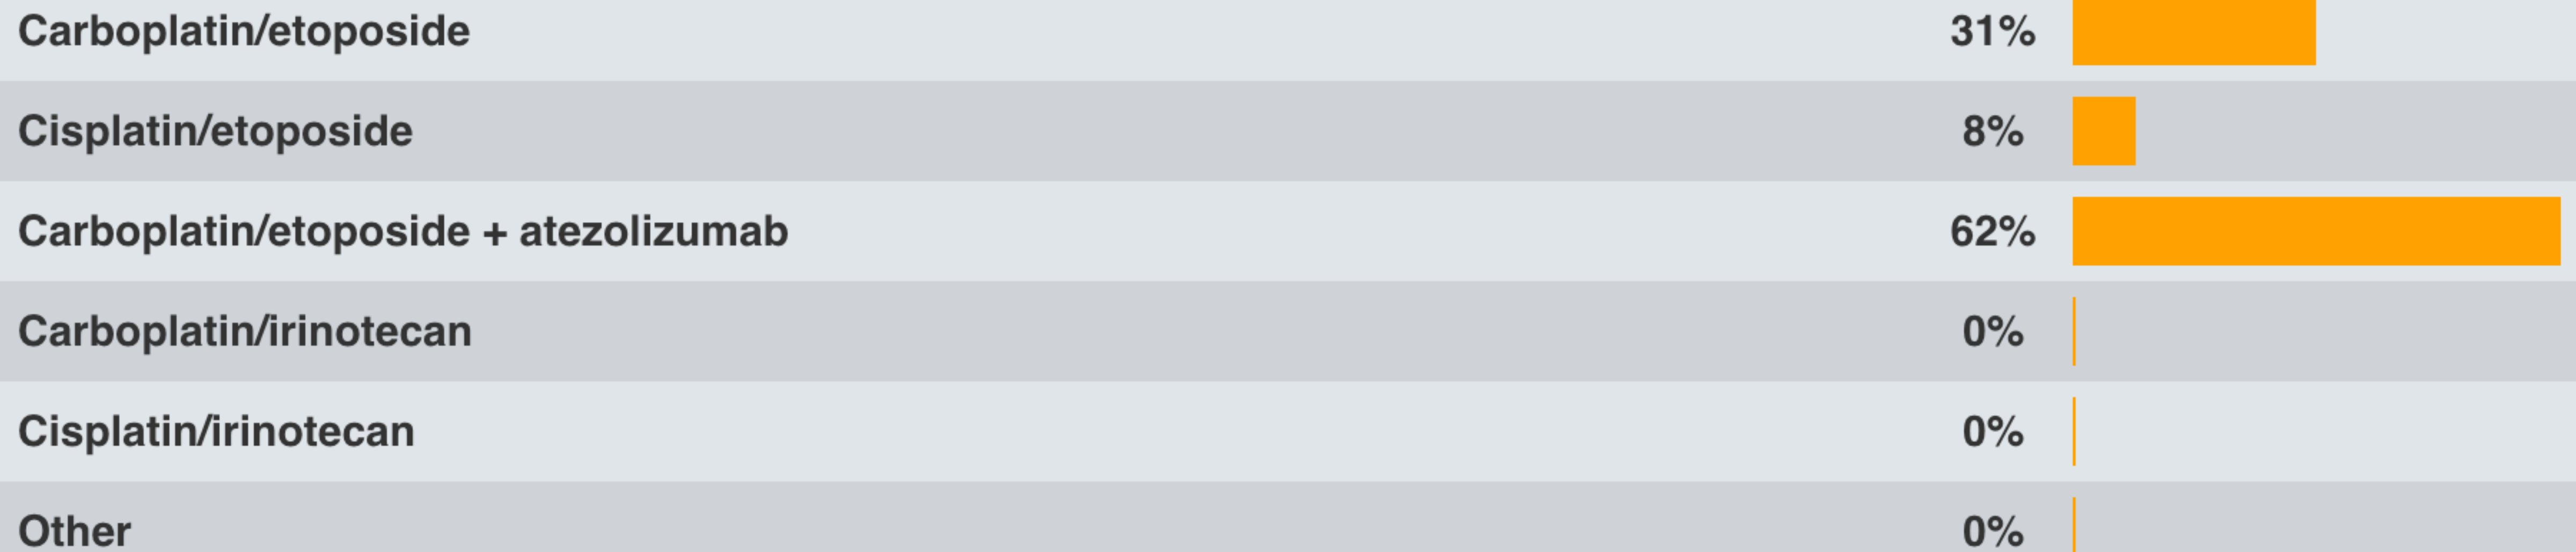 Carboplatin/etoposide 31%
Cisplatin/etoposide 8%
Carboplatin/etoposide + atezolizumab 62%
Carboplatin/irinotecan 0%
Cisplatin/irinotecan 0%
Other 0%